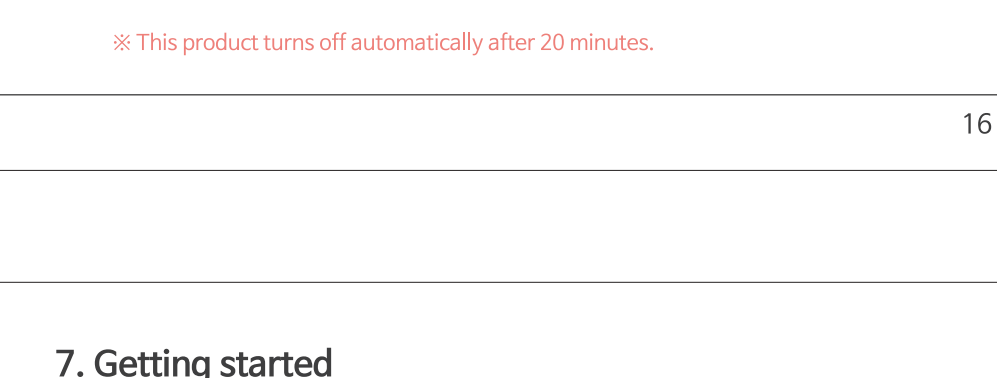 ※ This product turns off automatically after 20 minutes.
16
7. Getting started